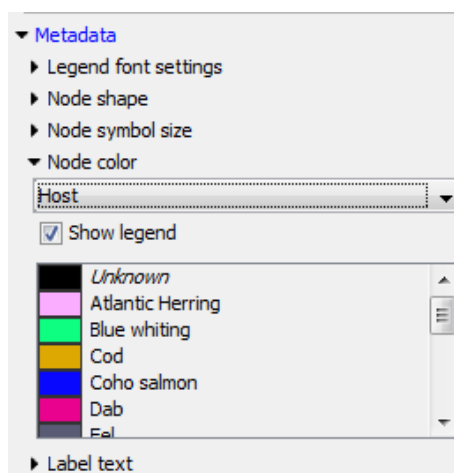 Metadata
Legend font settings
Node shape
Node symbol size
Node color
Host
Show legend
Unknown
Atlantic Herring
Blue whiting
Cod
Coho salmon
Dab
Eel
Label text